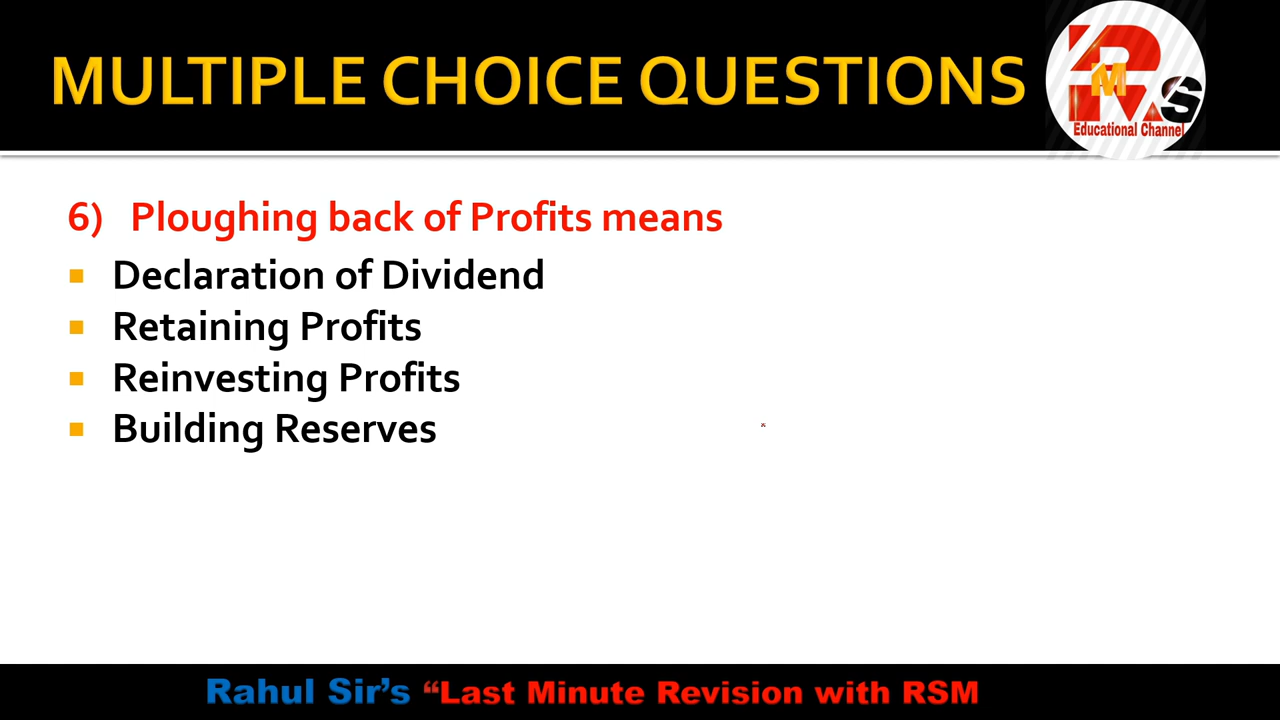 MULTIPLE CHOICE QUESTIONS
RMS
Educational Channel
6) Ploughing back of Profits means
▪ Declaration of Dividend
▪ Retaining Profits
▪ Reinvesting Profits
▪ Building Reserves
Rahul Sir’s “Last Minute Revision with RSM